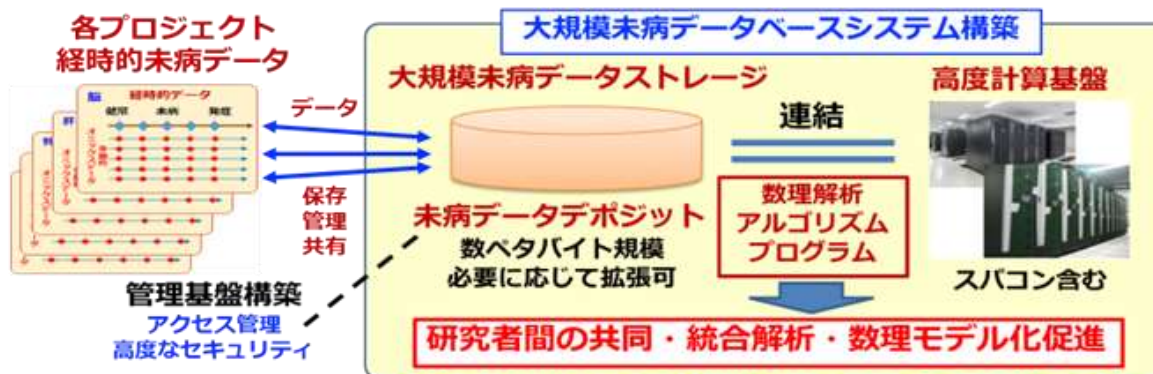 各プロジェクト
経時的未病データ
脳
経時的データ
健常
未病
発症
肝
データ
保存
管理
共有
管理基盤構築
アクセス管理
高度なセキュリティ
大規模未病データベースシステム構築
大規模未病データストレージ
未病データデポジット
数ペタバイト規模
必要に応じて拡張可
連結
数理解析
アルゴリズム
プログラム
高度計算基盤
スパコン含む
研究者間の共同・統合解析・数理モデル化促進